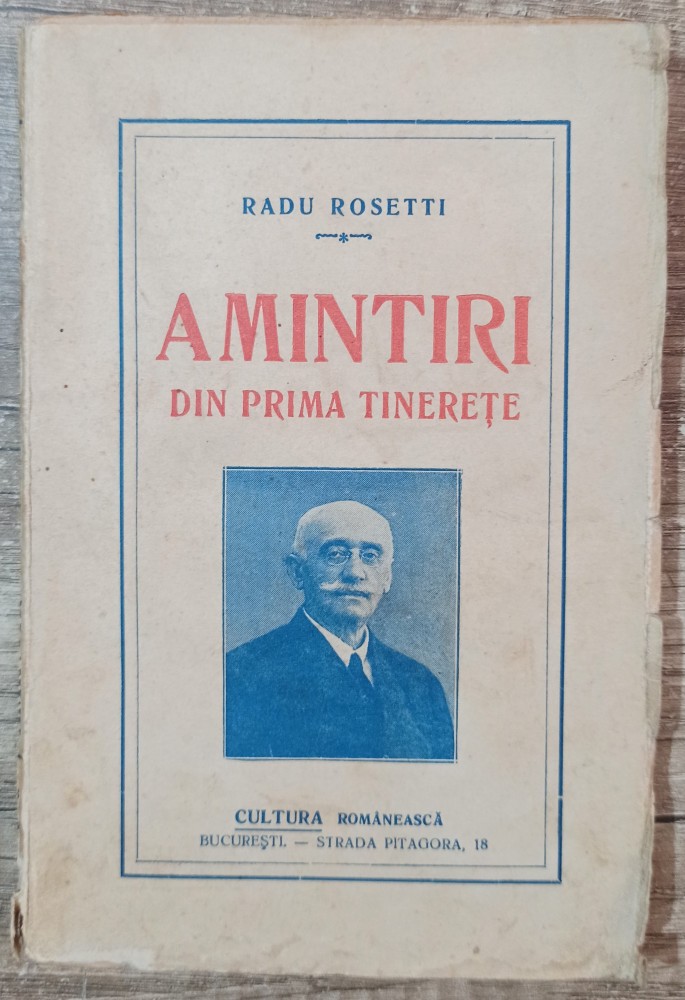 RADU ROSETTI
AMINTIRI
DIN PRIMA TINEREȚE
CULTURA ROMÂNEASCĂ
BUCUREȘTI. — STRADA PITAGORA, 18